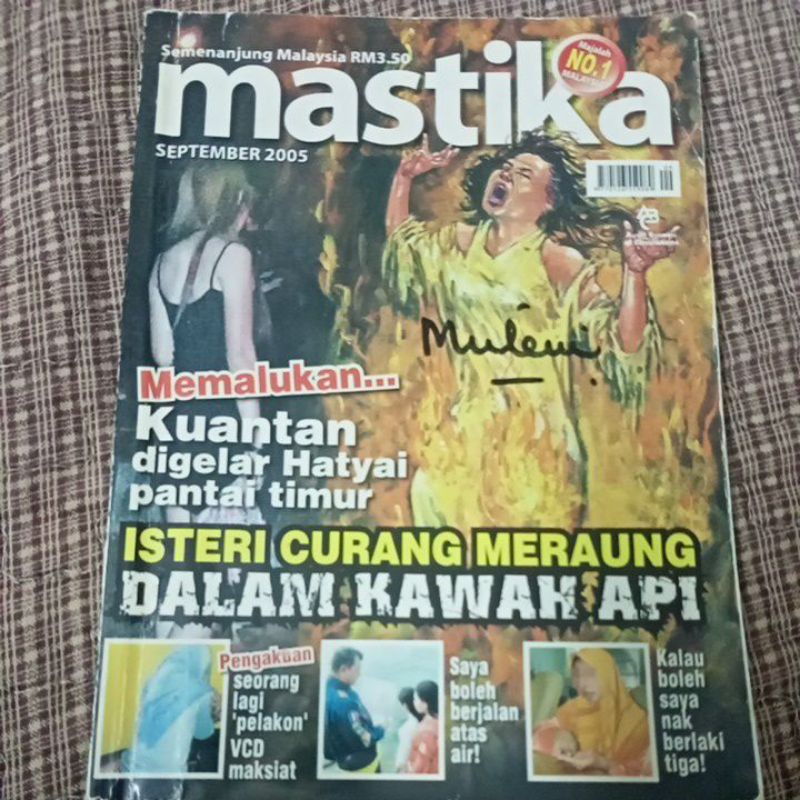 Semenanjung Malaysia RM3.50
Majalah
NO.1
mastika
SEPTEMBER 2005
Memalukan...
Kuantan
digelar Hatyai
pantai timur
ISTERI CURANG MERAUNG
DALAM KAWAH API
Pengakuan
seorang
lagi
'pelakon'
VCD
maksiat
Saya
boleh
berjalan
atas
air!
Kalau
boleh
saya
nak
berlaki
tiga!